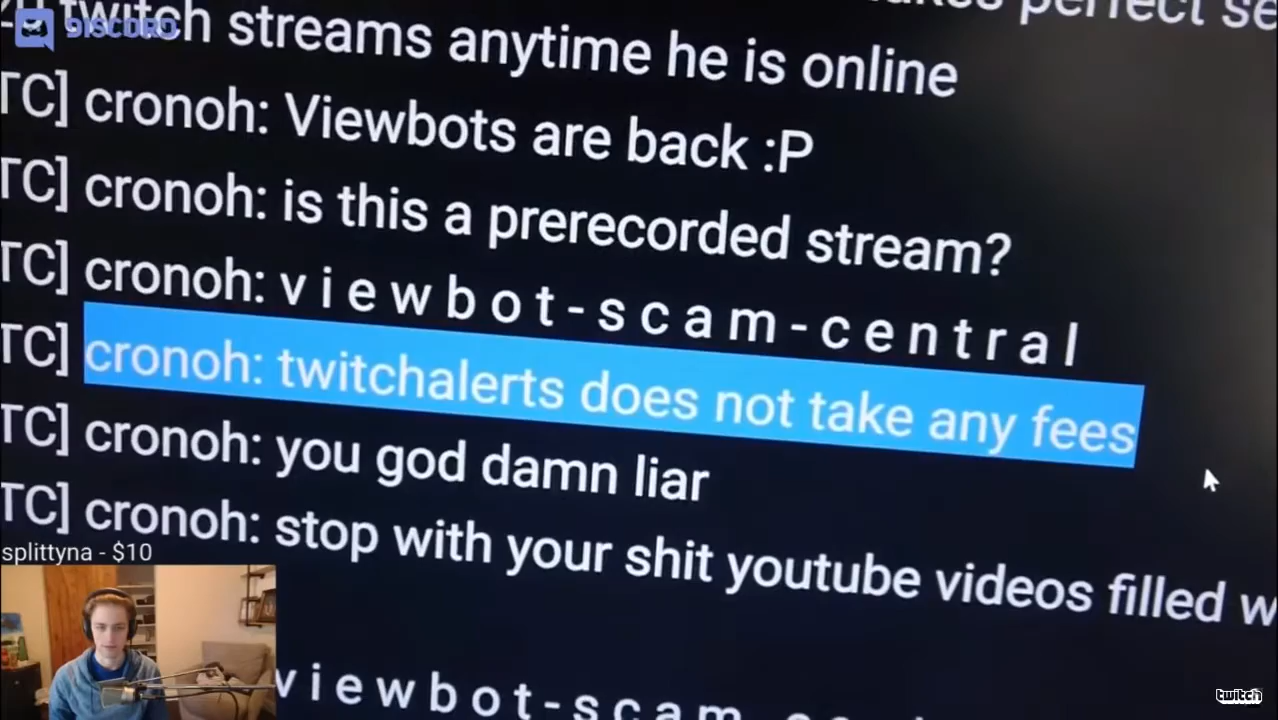 perfect
DISCORD
twitch streams anytime he is online
TC] cronoh: Viewbots are back :P
TC] cronoh: is this a prerecorded stream?
TC] cronoh: v i e w b o t - s c a m - c e n t r a l
TC] cronoh: twitchalerts does not take any fees
TC] cronoh: you god damn liar
TC] cronoh: stop with your shit youtube videos filled
splittyna - $10
v i e w b o t - s c a m
twitch